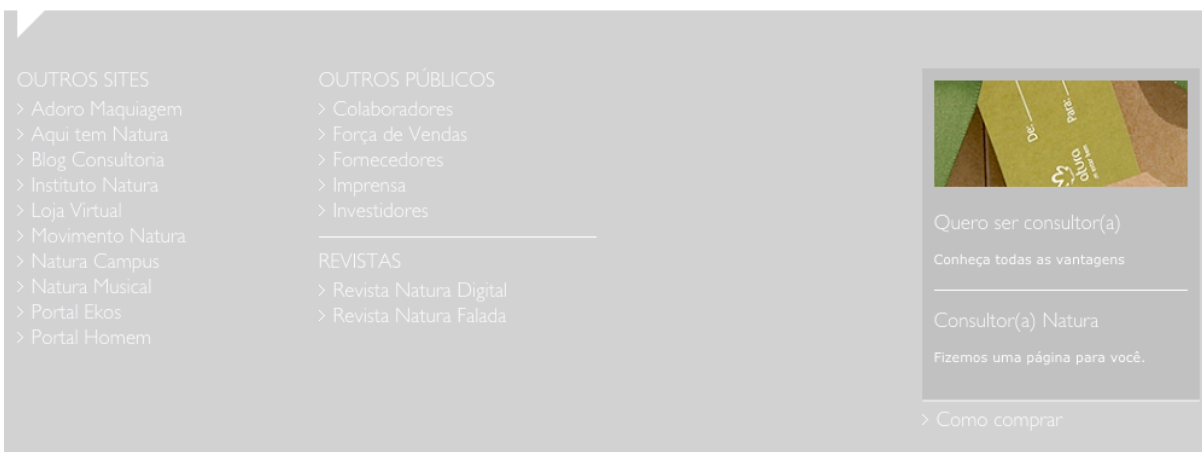 OUTROS SITES
> Adoro Maquiagem
> Aqui tem Natura
> Blog Consultoria
> Instituto Natura
> Loja Virtual
> Movimento Natura
> Natura Campus
> Natura Musical
> Portal Ekos
> Portal Homem
OUTROS PÚBLICOS
> Colaboradores
> Força de Vendas
> Fornecedores
> Imprensa
> Investidores
REVISTAS
> Revista Natura Digital
> Revista Natura Falada
De:
Para:
atura
Quero ser consultor(a)
Conheça todas as vantagens
Consultor(a) Natura
Fizemos uma página para você.
> Como comprar